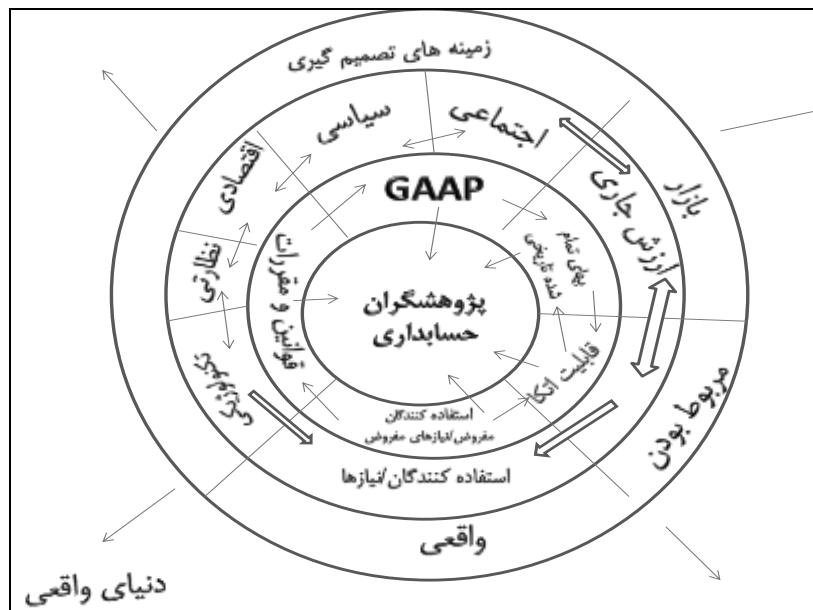 زمینه های تصمیم گیری
اجتماعی
سیاسی
اقتصادی
نظارتی
تکنولوژیکی
بازار
ارزش جاری
مربوط بودن
GAAP
بهای تمام
شده تاریخی
قوانین و مقررات
قابلیت اتکا
پژوهشگران
حسابداری
استفاده کنندگان
مفروض/نیازهای مفروض
استفاده کنندگان/نیازها
واقعی
دنیای واقعی